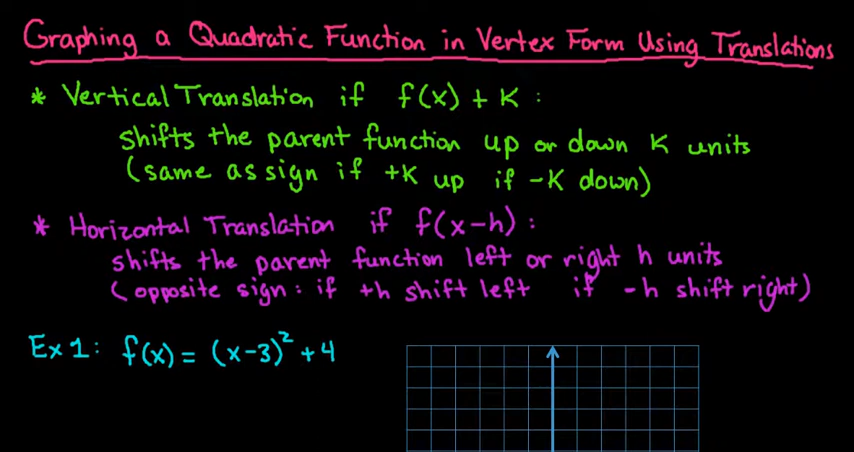 Graphing a Quadratic Function in Vertex Form Using Translations
* Vertical Translation if f(x) + K :
shifts the parent function up or down K units
(same as sign if +K up if -K down)
* Horizontal Translation if f(x-h) :
shifts the parent function left or right h units
(opposite sign: if +h shift left if -h shift right)
Ex 1: f(x) = (x-3)² + 4